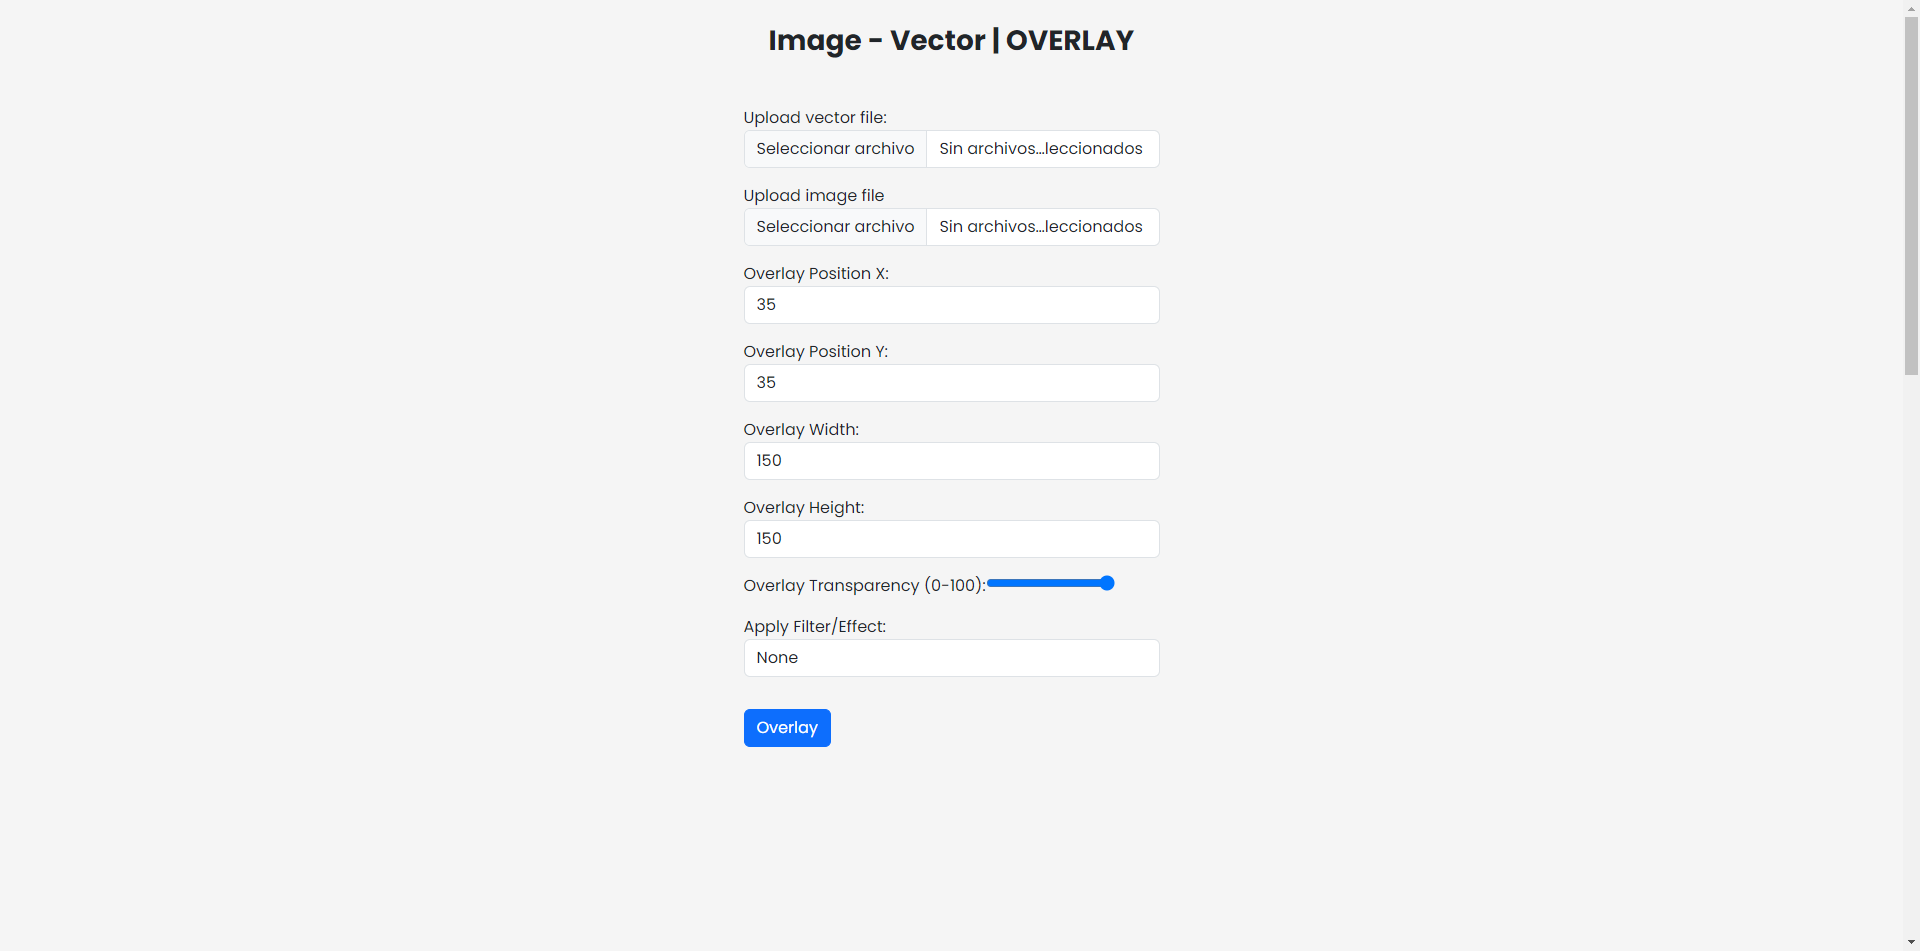 Image - Vector | OVERLAY
Upload vector file:
Seleccionar archivo Sin archivos...leccionados
Upload image file
Seleccionar archivo Sin archivos...leccionados
Overlay Position X:
35
Overlay Position Y:
35
Overlay Width:
150
Overlay Height:
150
Overlay Transparency (0-100):
Apply Filter/Effect:
None
Overlay